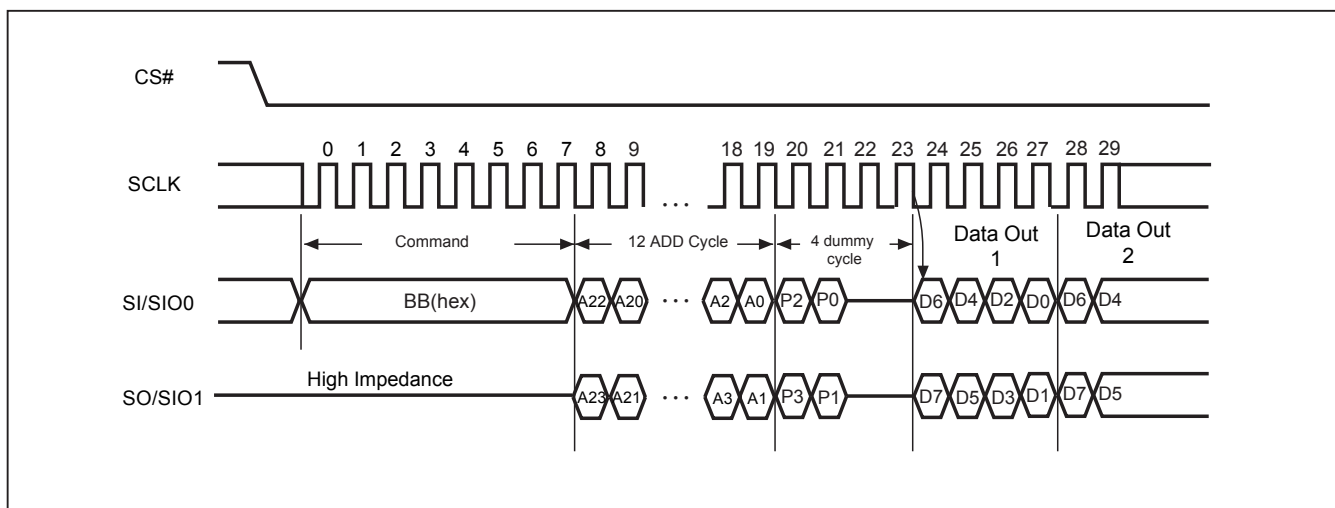 CS#
0 1 2 3 4 5 6 7 8 9 18 19 20 21 22 23 24 25 26 27 28 29
SCLK
...
Command
12 ADD Cycle
4 dummy
cycle
Data Out
1
Data Out
2
SI/SIO0
BB(hex)
A22 A20 ... A2 A0 P2 P0 D6 D4 D2 D0 D6 D4
High Impedance
SO/SIO1
A23 A21 ... A3 A1 P3 P1 D7 D5 D3 D1 D7 D5